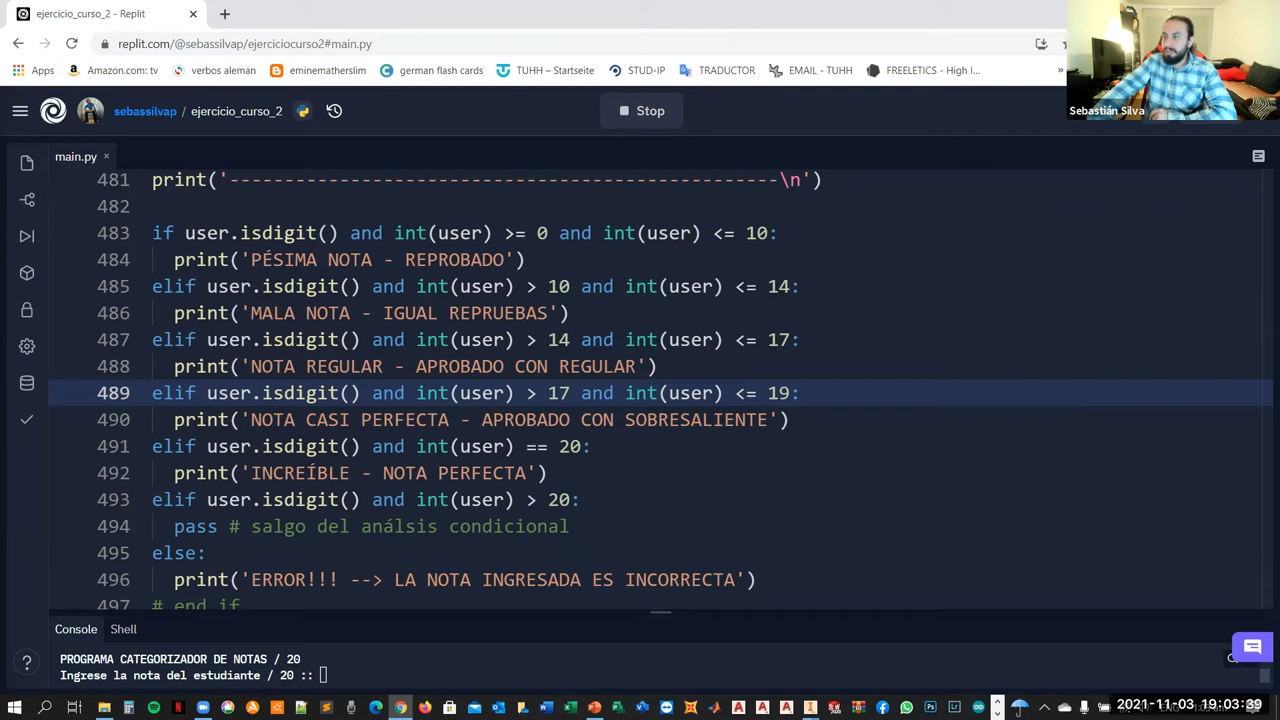 ejercicio_curso_2 - Replit
replit.com/@sebassilvap/ejerciciocurso2#main.py
Apps Amazon.com: tv verbos aleman eminemathersIim german flash cards TUHH – Startseite STUD-IP TRADUCTOR EMAIL - TUHH FREELETICS - High I... »
Sebastián Silva
sebassilvap / ejercicio_curso_2
Stop
main.py
481 print('--------------------------------------------------\n')
482
483 if user.isdigit() and int(user) >= 0 and int(user) <= 10:
484 print('PÉSIMA NOTA - REPROBADO')
485 elif user.isdigit() and int(user) > 10 and int(user) <= 14:
486 print('MALA NOTA - IGUAL REPRUEBAS')
487 elif user.isdigit() and int(user) > 14 and int(user) <= 17:
488 print('NOTA REGULAR - APROBADO CON REGULAR')
489 elif user.isdigit() and int(user) > 17 and int(user) <= 19:
490 print('NOTA CASI PERFECTA - APROBADO CON SOBRESALIENTE')
491 elif user.isdigit() and int(user) == 20:
492 print('INCREÍBLE - NOTA PERFECTA')
493 elif user.isdigit() and int(user) > 20:
494 pass # salgo del análsis condicional
495 else:
496 print('ERROR!!! --> LA NOTA INGRESADA ES INCORRECTA')
497 # end if
Console Shell
PROGRAMA CATEGORIZADOR DE NOTAS / 20
Ingrese la nota del estudiante / 20 ::
2021-11-03 19:03:39